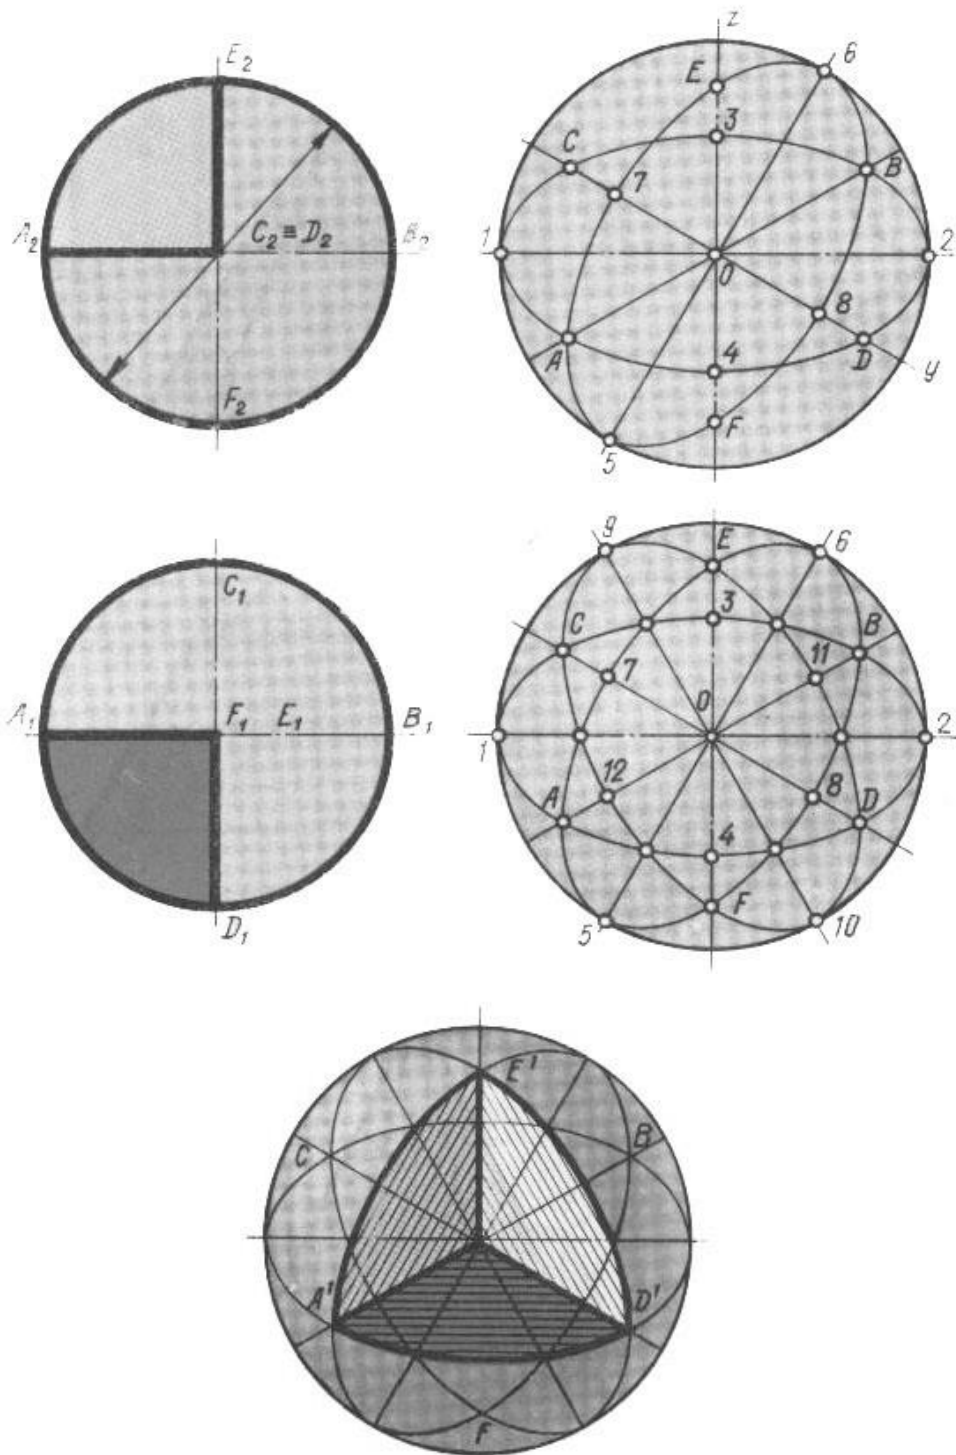 E₂
A₂ C₂ ≡ D₂ B₂
F₂
z
6
E
3
C
7 B
1 2
0
8
A 4 D
y
F
5
C₁
A₁ F₁ E₁ B₁
D₁
9 E 6
3
C B
7 11
0
1 2
12 8
A 4 D
F
5 10
E'
C B
A' D'
F